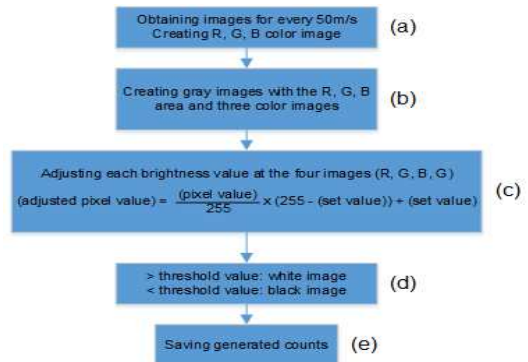 Obtaining images for every 50m/s
Creating R, G, B color image
(a)
Creating gray images with the R, G, B
area and three color images
(b)
Adjusting each brightness value at the four images (R, G, B, G)
(adjusted pixel value) = (pixel value)/255 x (255 - (set value)) + (set value)
(c)
> threshold value: white image
< threshold value: black image
(d)
Saving generated counts
(e)